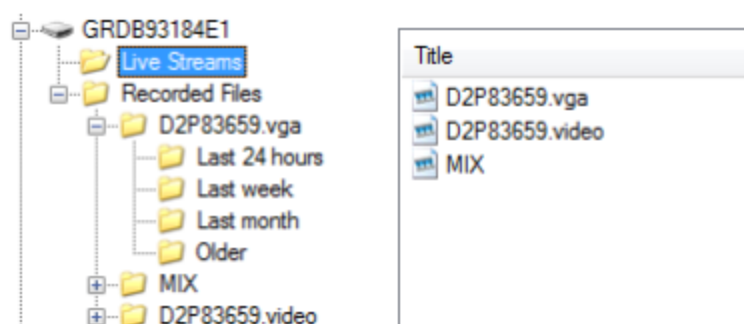 GRDB93184E1
Live Streams
Recorded Files
D2P83659.vga
Last 24 hours
Last week
Last month
Older
MIX
D2P83659.video
Title
D2P83659.vga
D2P83659.video
MIX